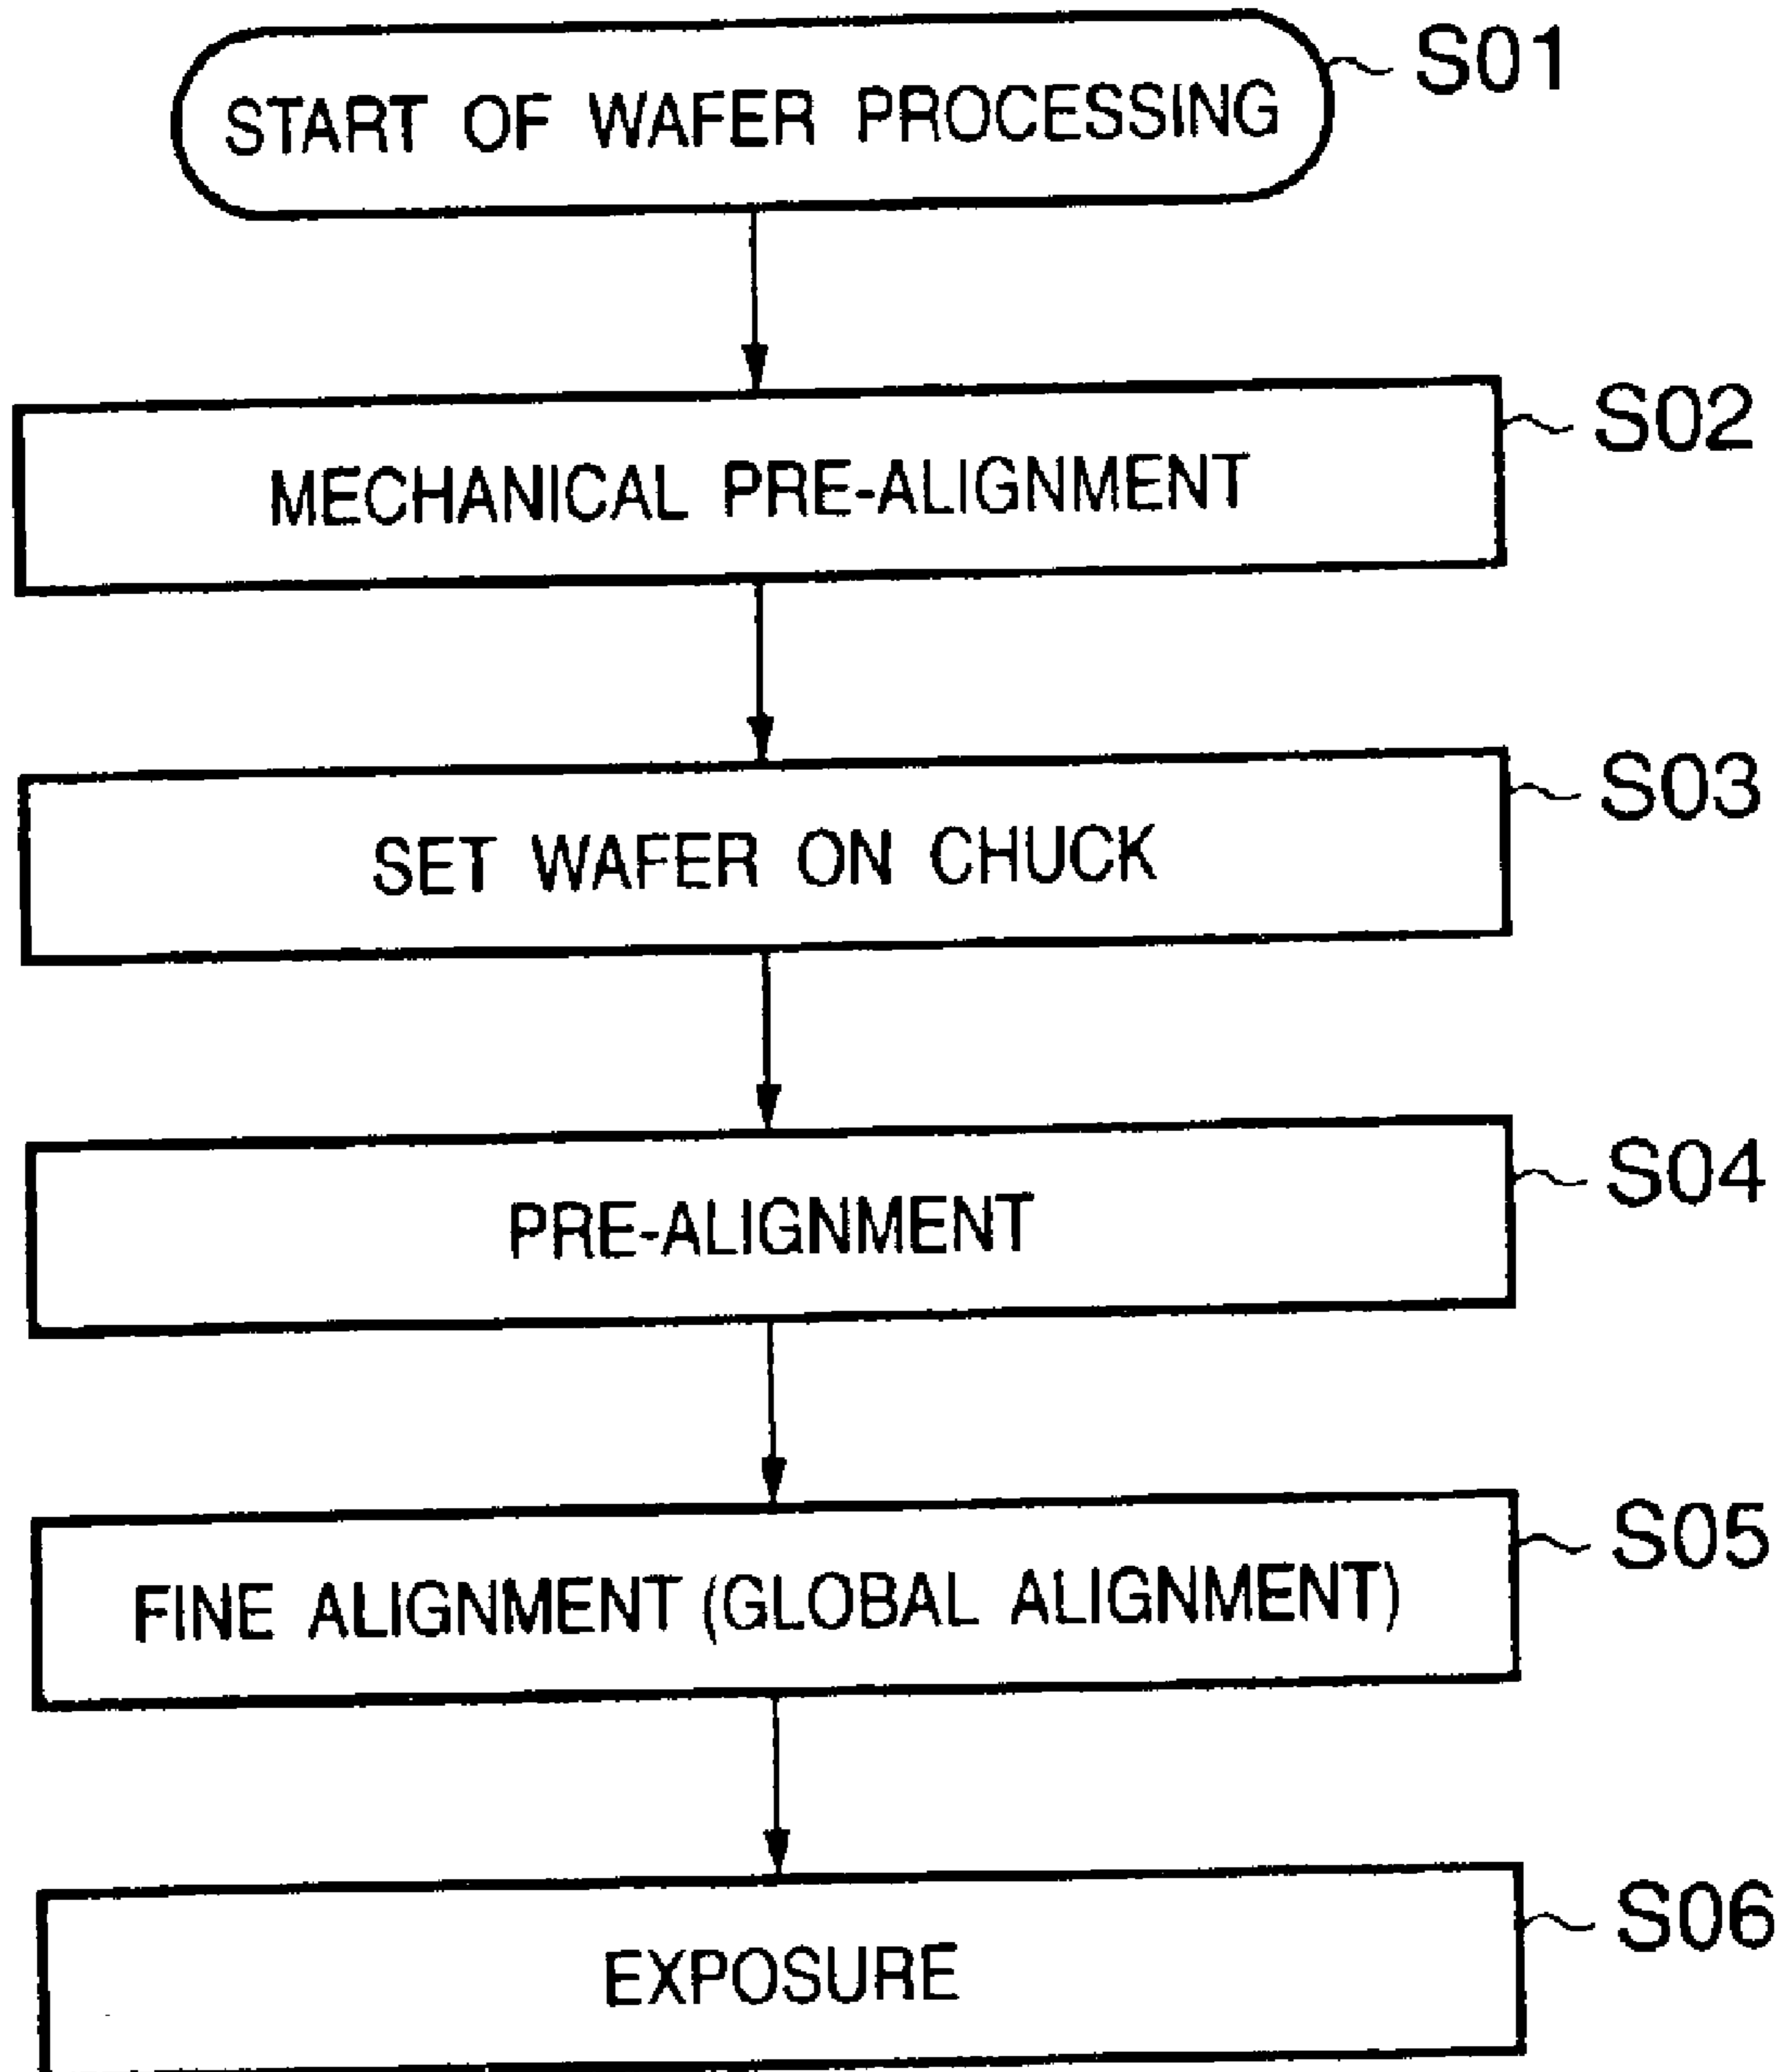 START OF WAFER PROCESSING
S01
MECHANICAL PRE-ALIGNMENT
S02
SET WAFER ON CHUCK
S03
PRE-ALIGNMENT
S04
FINE ALIGNMENT (GLOBAL ALIGNMENT)
S05
EXPOSURE
S06